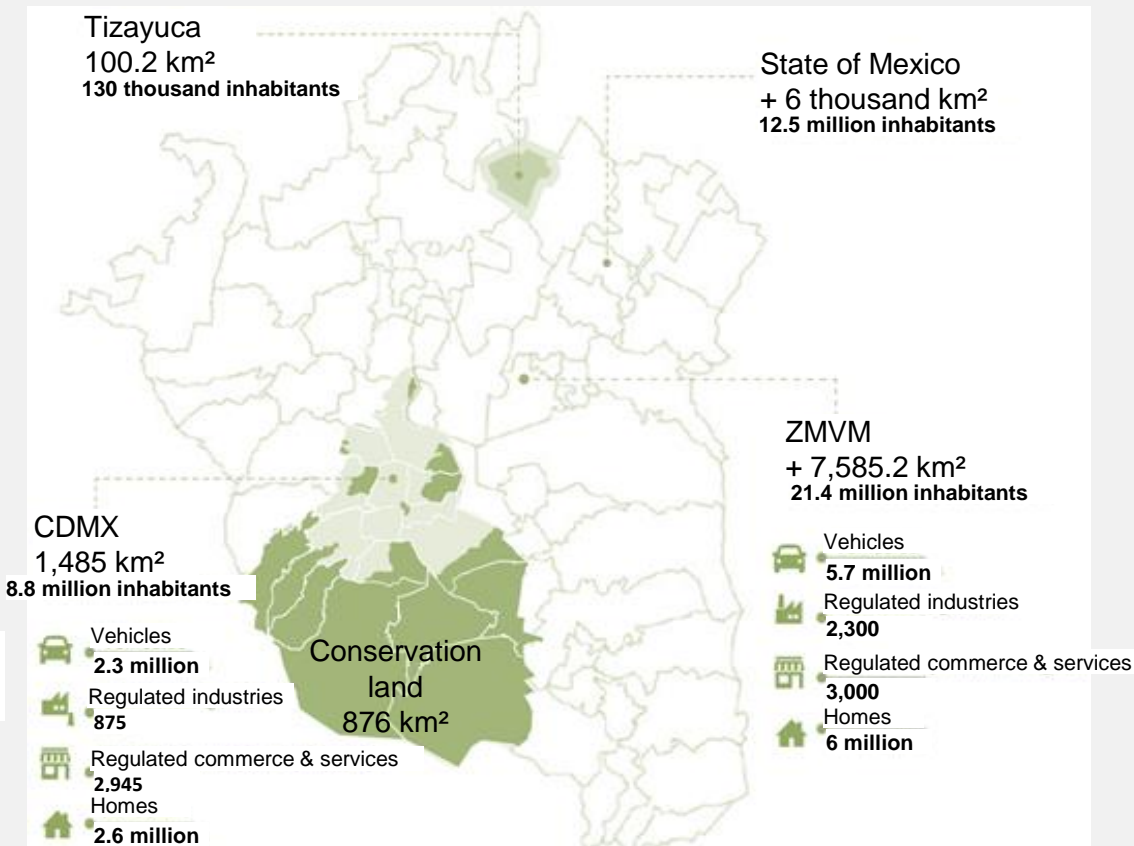 Tizayuca
100.2 km²
130 thousand inhabitants
State of Mexico
+ 6 thousand km²
12.5 million inhabitants
ZMVM
+ 7,585.2 km²
21.4 million inhabitants
Vehicles
5.7 million
Regulated industries
2,300
Regulated commerce & services
3,000
Homes
6 million
CDMX
1,485 km²
8.8 million inhabitants
Vehicles
2.3 million
Regulated industries
875
Regulated commerce & services
2,945
Homes
2.6 million
Conservation
land
876 km²